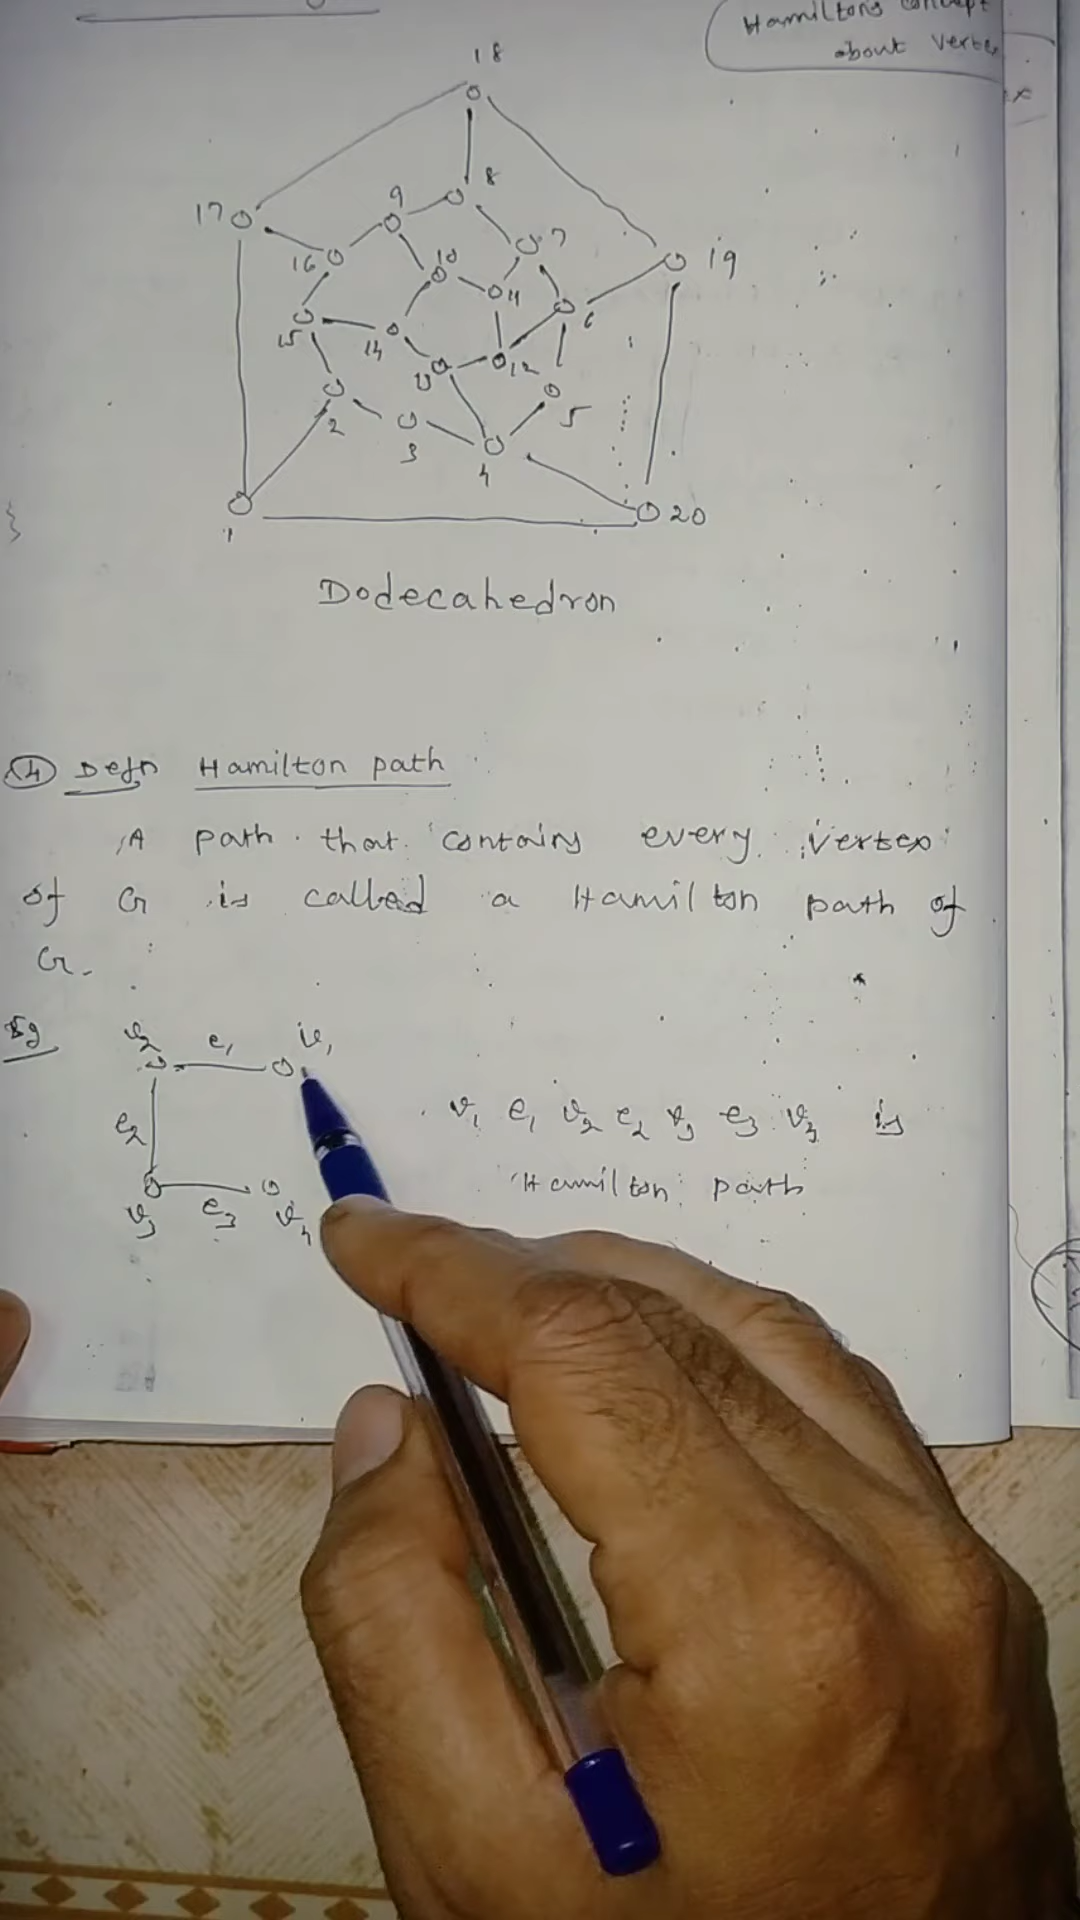 Hamiltons concept
about Vertex
18
9
8
17
7
10
19
16
11
6
15
14
13
12
5
2
3
4
1
20
Dodecahedron
14 Defn Hamilton path
A path that contains every vertex
of G is called a Hamilton path of
G.
Eg
v2 e1 v1
e2
v3 e3 v4
v1 e1 v2 e2 v3 e3 v4 is
Hamilton path